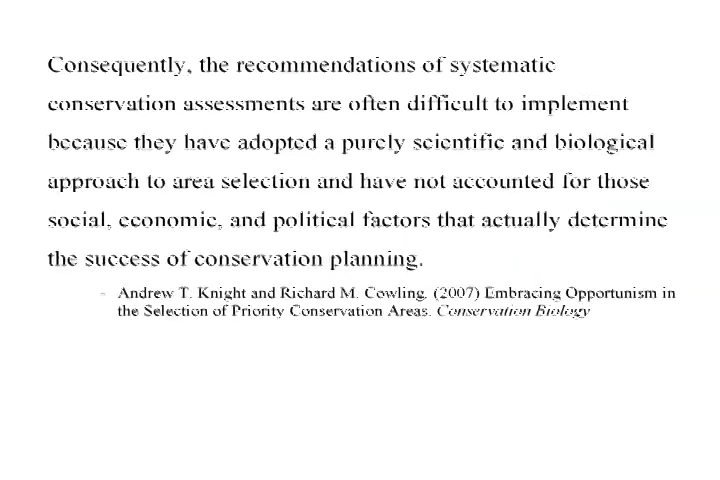 Consequently, the recommendations of systematic
conservation assessments are often difficult to implement
because they have adopted a purely scientific and biological
approach to area selection and have not accounted for those
social, economic, and political factors that actually determine
the success of conservation planning.
- Andrew T. Knight and Richard M. Cowling. (2007) Embracing Opportunism in
the Selection of Priority Conservation Areas. Conservation Biology